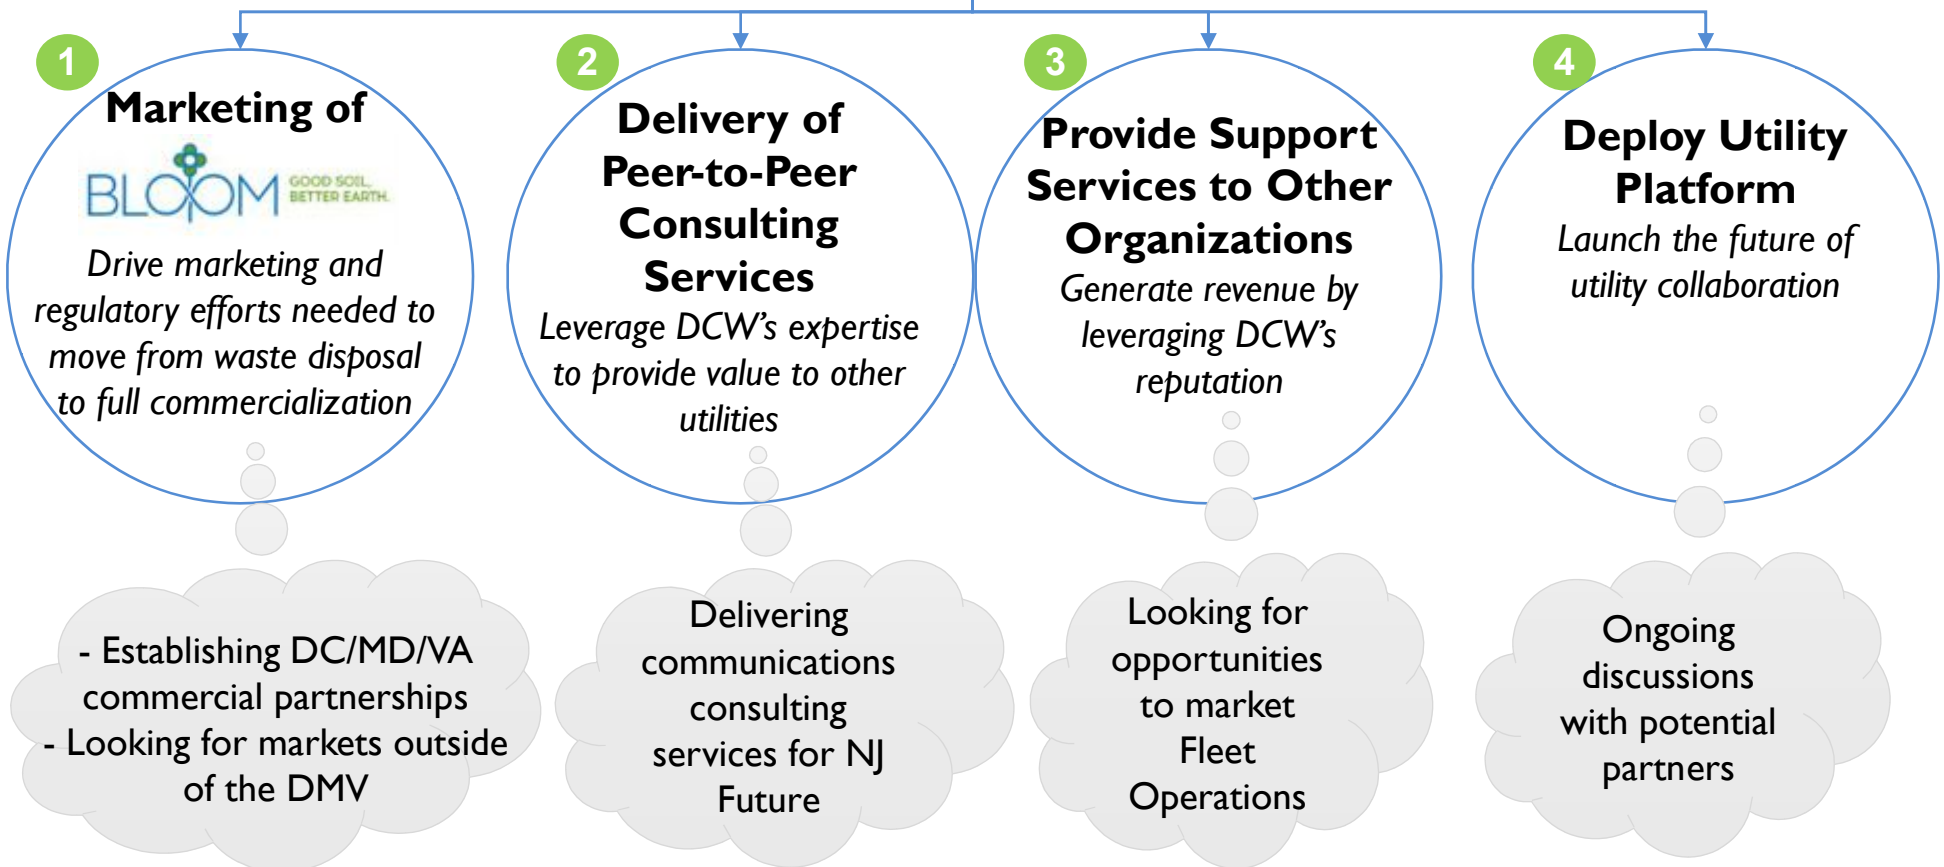 1
Marketing of
BLOOM
GOOD SOIL.
BETTER EARTH.
Drive marketing and
regulatory efforts needed to
move from waste disposal
to full commercialization
- Establishing DC/MD/VA
commercial partnerships
- Looking for markets outside
of the DMV
2
Delivery of
Peer-to-Peer
Consulting
Services
Leverage DCW’s expertise
to provide value to other
utilities
Delivering
communications
consulting
services for NJ
Future
3
Provide Support
Services to Other
Organizations
Generate revenue by
leveraging DCW’s
reputation
Looking for
opportunities
to market
Fleet
Operations
4
Deploy Utility
Platform
Launch the future of
utility collaboration
Ongoing
discussions
with potential
partners